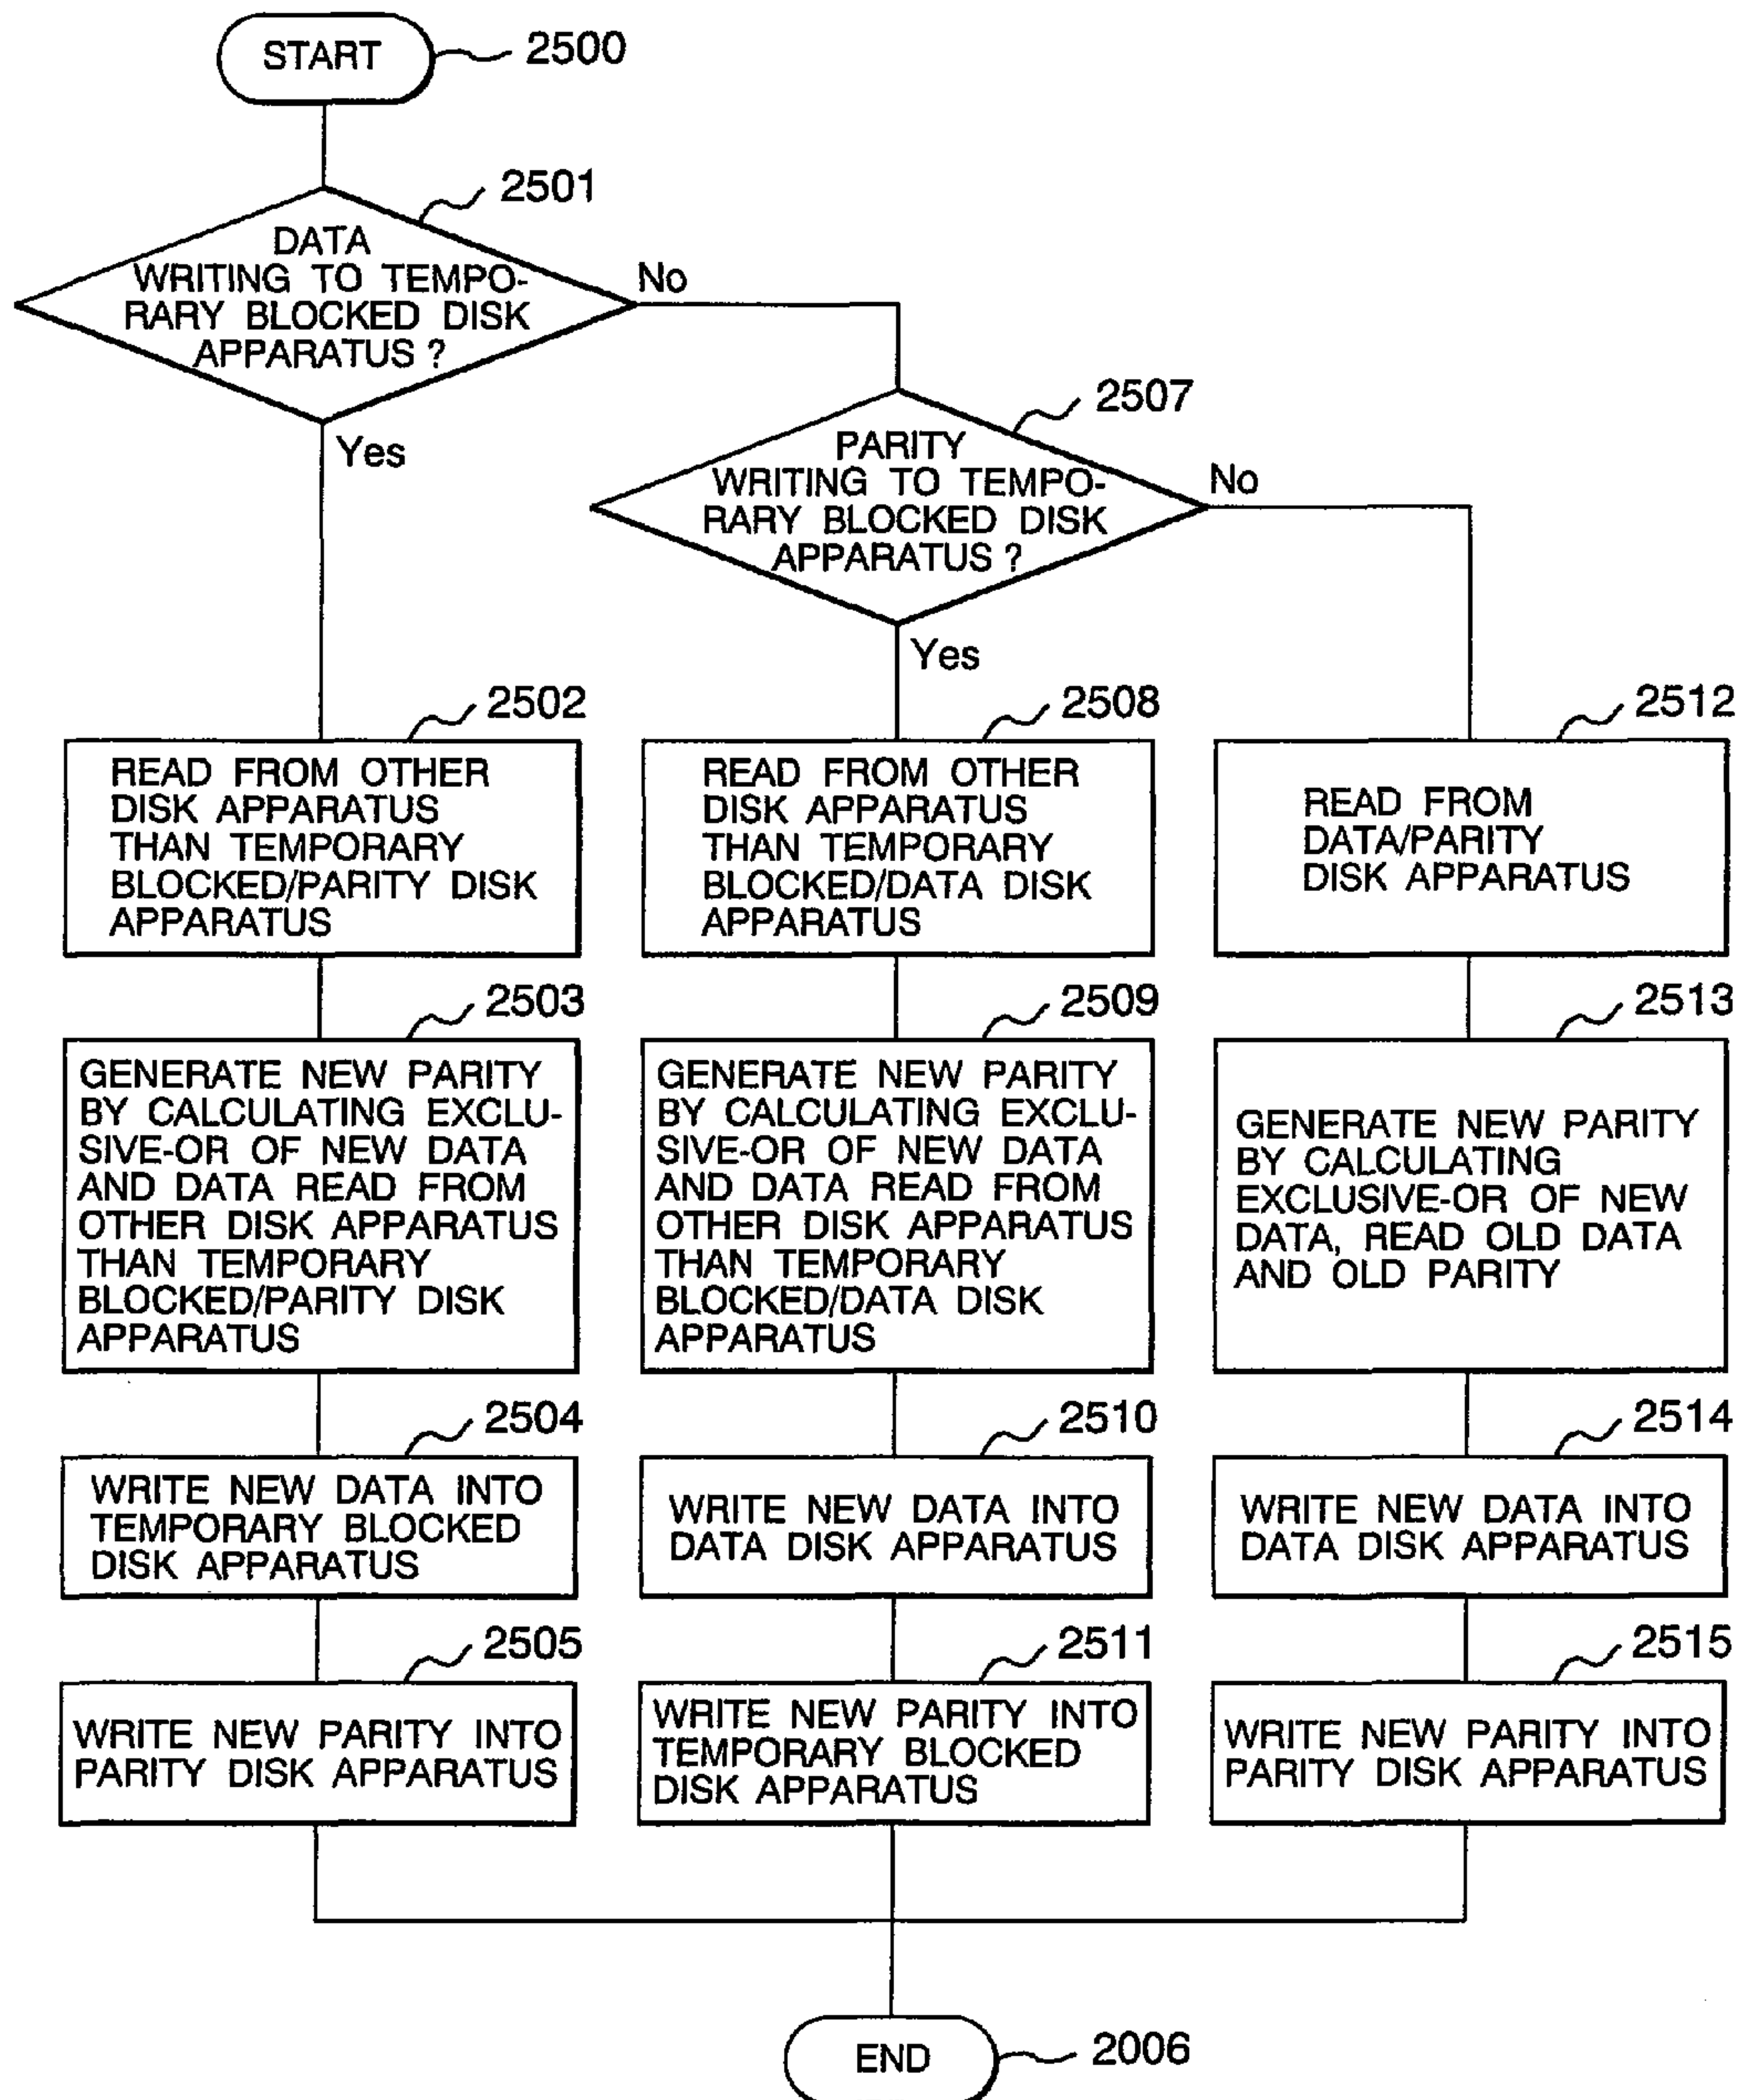 START
2500
2501
DATA
WRITING TO TEMPO-
RARY BLOCKED DISK
APPARATUS ?
No
Yes
2507
PARITY
WRITING TO TEMPO-
RARY BLOCKED DISK
APPARATUS ?
No
Yes
2502
READ FROM OTHER
DISK APPARATUS
THAN TEMPORARY
BLOCKED/PARITY DISK
APPARATUS
2508
READ FROM OTHER
DISK APPARATUS
THAN TEMPORARY
BLOCKED/DATA DISK
APPARATUS
2512
READ FROM
DATA/PARITY
DISK APPARATUS
2503
GENERATE NEW PARITY
BY CALCULATING EXCLU-
SIVE-OR OF NEW DATA
AND DATA READ FROM
OTHER DISK APPARATUS
THAN TEMPORARY
BLOCKED/PARITY DISK
APPARATUS
2509
GENERATE NEW PARITY
BY CALCULATING EXCLU-
SIVE-OR OF NEW DATA
AND DATA READ FROM
OTHER DISK APPARATUS
THAN TEMPORARY
BLOCKED/DATA DISK
APPARATUS
2513
GENERATE NEW PARITY
BY CALCULATING
EXCLUSIVE-OR OF NEW
DATA, READ OLD DATA
AND OLD PARITY
2504
WRITE NEW DATA INTO
TEMPORARY BLOCKED
DISK APPARATUS
2510
WRITE NEW DATA INTO
DATA DISK APPARATUS
2514
WRITE NEW DATA INTO
DATA DISK APPARATUS
2505
WRITE NEW PARITY INTO
PARITY DISK APPARATUS
2511
WRITE NEW PARITY INTO
TEMPORARY BLOCKED
DISK APPARATUS
2515
WRITE NEW PARITY INTO
PARITY DISK APPARATUS
END
2006